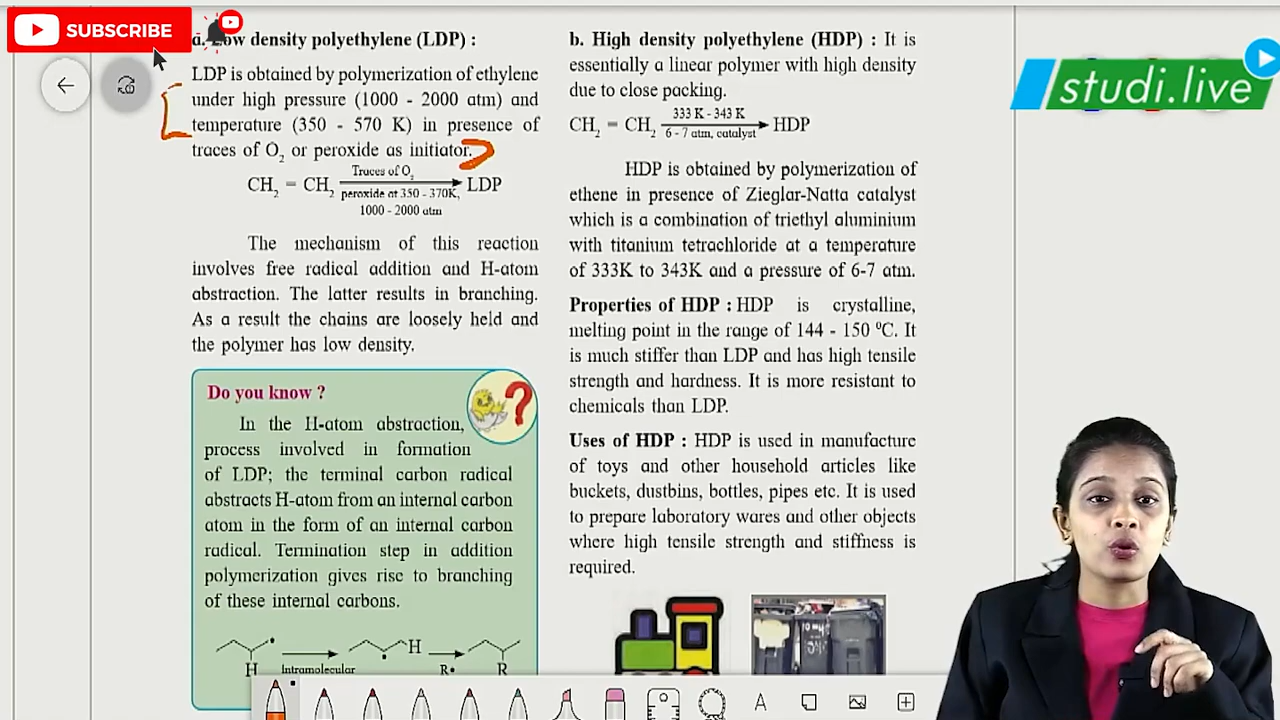 SUBSCRIBE
a. Low density polyethylene (LDP) :
LDP is obtained by polymerization of ethylene
under high pressure (1000 - 2000 atm) and
temperature (350 - 570 K) in presence of
traces of O₂ or peroxide as initiator.
Traces of O₂
CH₂ = CH₂ → LDP
peroxide at 350 - 370K,
1000 - 2000 atm
The mechanism of this reaction
involves free radical addition and H-atom
abstraction. The latter results in branching.
As a result the chains are loosely held and
the polymer has low density.
Do you know ?
In the H-atom abstraction,
process involved in formation
of LDP; the terminal carbon radical
abstracts H-atom from an internal carbon
atom in the form of an internal carbon
radical. Termination step in addition
polymerization gives rise to branching
of these internal carbons.
H Intramolecular H R• R
b. High density polyethylene (HDP) : It is
essentially a linear polymer with high density
due to close packing.
333 K - 343 K
CH₂ = CH₂ → HDP
6 - 7 atm, catalyst
HDP is obtained by polymerization of
ethene in presence of Zieglar-Natta catalyst
which is a combination of triethyl aluminium
with titanium tetrachloride at a temperature
of 333K to 343K and a pressure of 6-7 atm.
Properties of HDP : HDP is crystalline,
melting point in the range of 144 - 150 ⁰C. It
is much stiffer than LDP and has high tensile
strength and hardness. It is more resistant to
chemicals than LDP.
Uses of HDP : HDP is used in manufacture
of toys and other household articles like
buckets, dustbins, bottles, pipes etc. It is used
to prepare laboratory wares and other objects
where high tensile strength and stiffness is
required.
studi.live
A